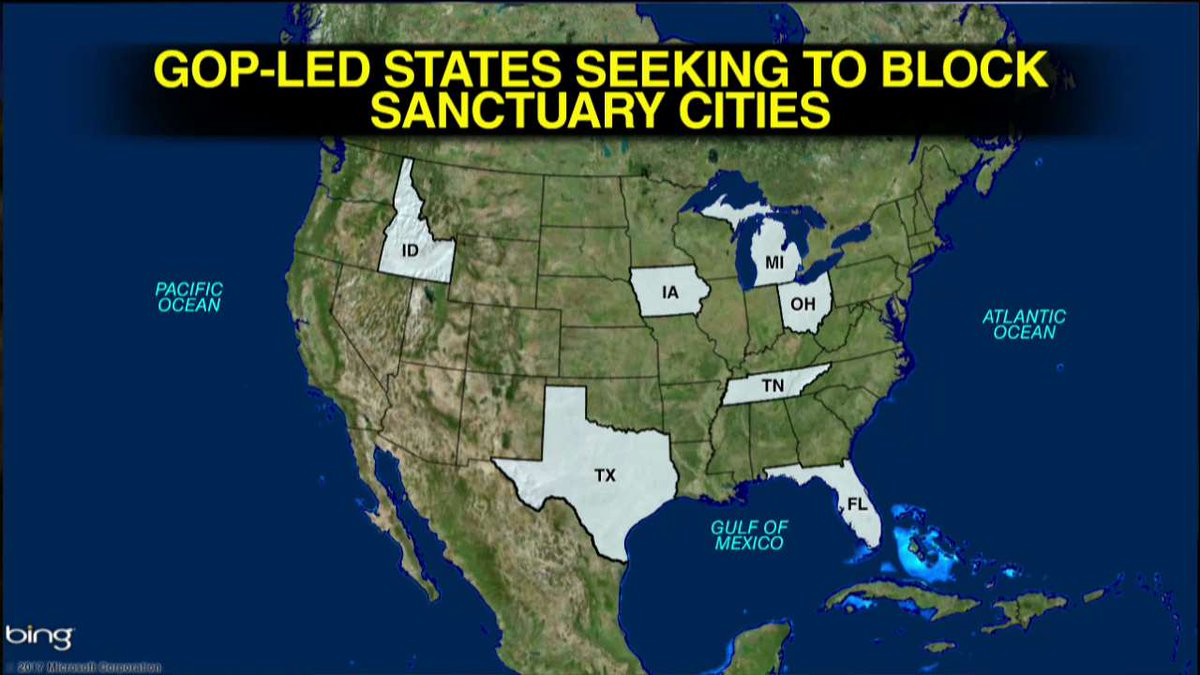 GOP-LED STATES SEEKING TO BLOCK
SANCTUARY CITIES
ID
MI
IA
OH
PACIFIC
OCEAN
ATLANTIC
OCEAN
TN
TX
FL
GULF OF
MEXICO
bing
© 2017 Microsoft Corporation